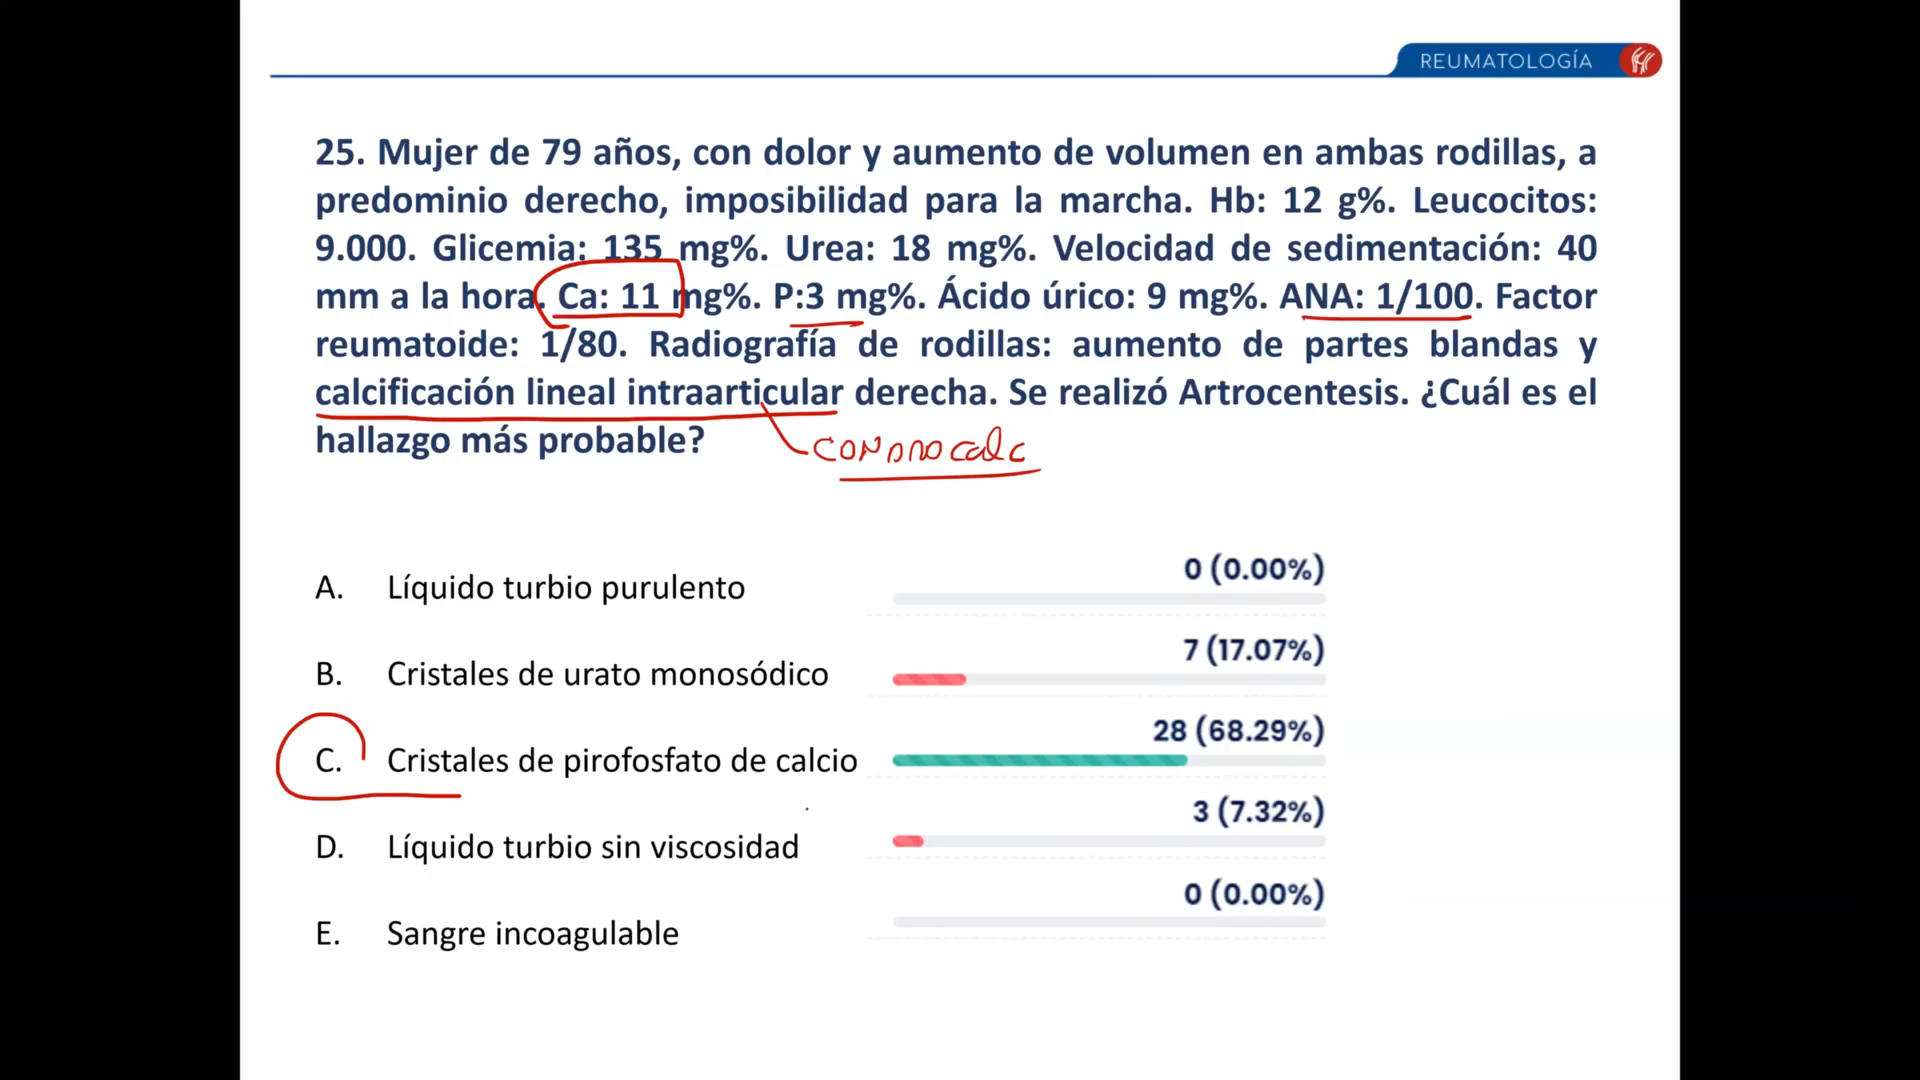 REUMATOLOGÍA
25. Mujer de 79 años, con dolor y aumento de volumen en ambas rodillas, a
predominio derecho, imposibilidad para la marcha. Hb: 12 g%. Leucocitos:
9.000. Glicemia: 135 mg%. Urea: 18 mg%. Velocidad de sedimentación: 40
mm a la hora. Ca: 11 mg%. P:3 mg%. Ácido úrico: 9 mg%. ANA: 1/100. Factor
reumatoide: 1/80. Radiografía de rodillas: aumento de partes blandas y
calcificación lineal intraarticular derecha. Se realizó Artrocentesis. ¿Cuál es el
hallazgo más probable?
A. Líquido turbio purulento 0 (0.00%)
B. Cristales de urato monosódico 7 (17.07%)
C. Cristales de pirofosfato de calcio 28 (68.29%)
D. Líquido turbio sin viscosidad 3 (7.32%)
E. Sangre incoagulable 0 (0.00%)